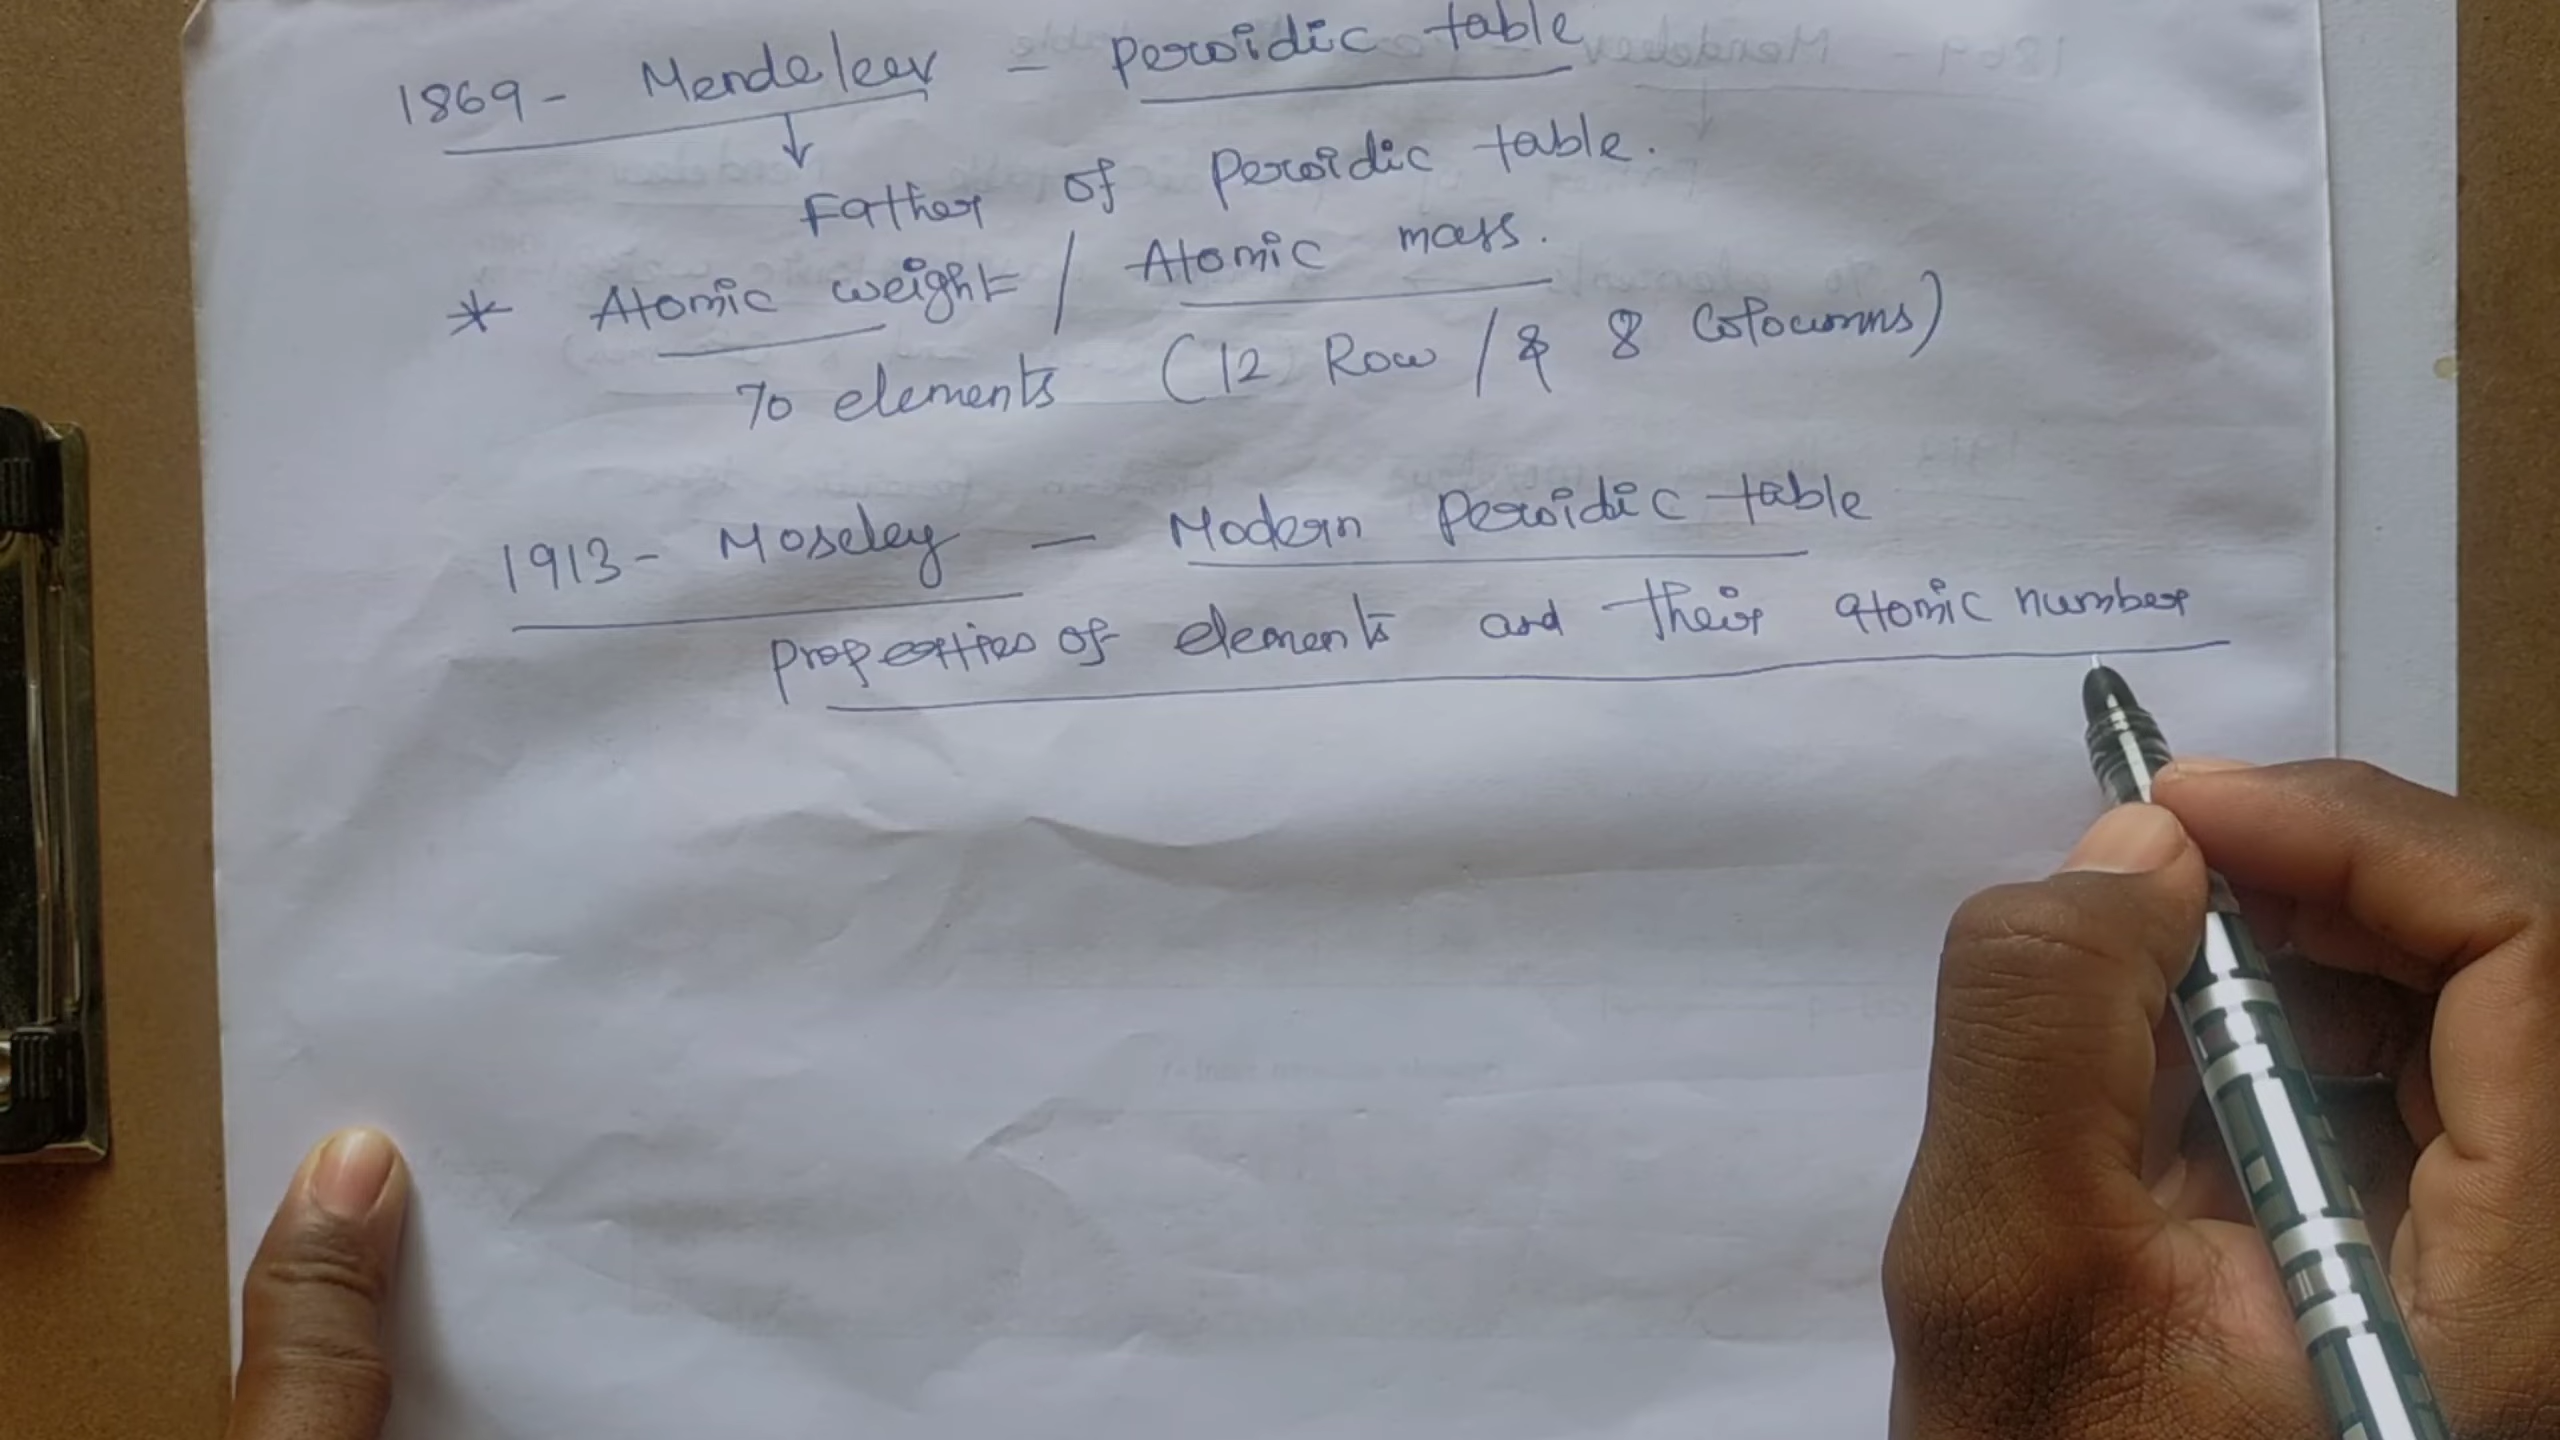 1869 - Mendeleev - Peroidic table
Father of Peroidic table.
* Atomic weight / Atomic mass.
70 elements (12 Row / & 8 Coloumns)
1913 - Moseley - Modern Peroidic table
Properties of elements and their atomic number